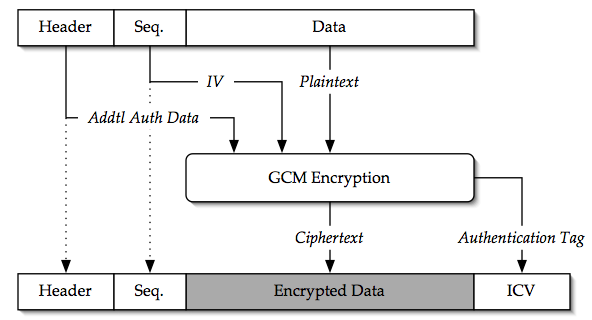 Header Seq. Data
IV Plaintext
Addtl Auth Data
GCM Encryption
Ciphertext Authentication Tag
Header Seq. Encrypted Data ICV